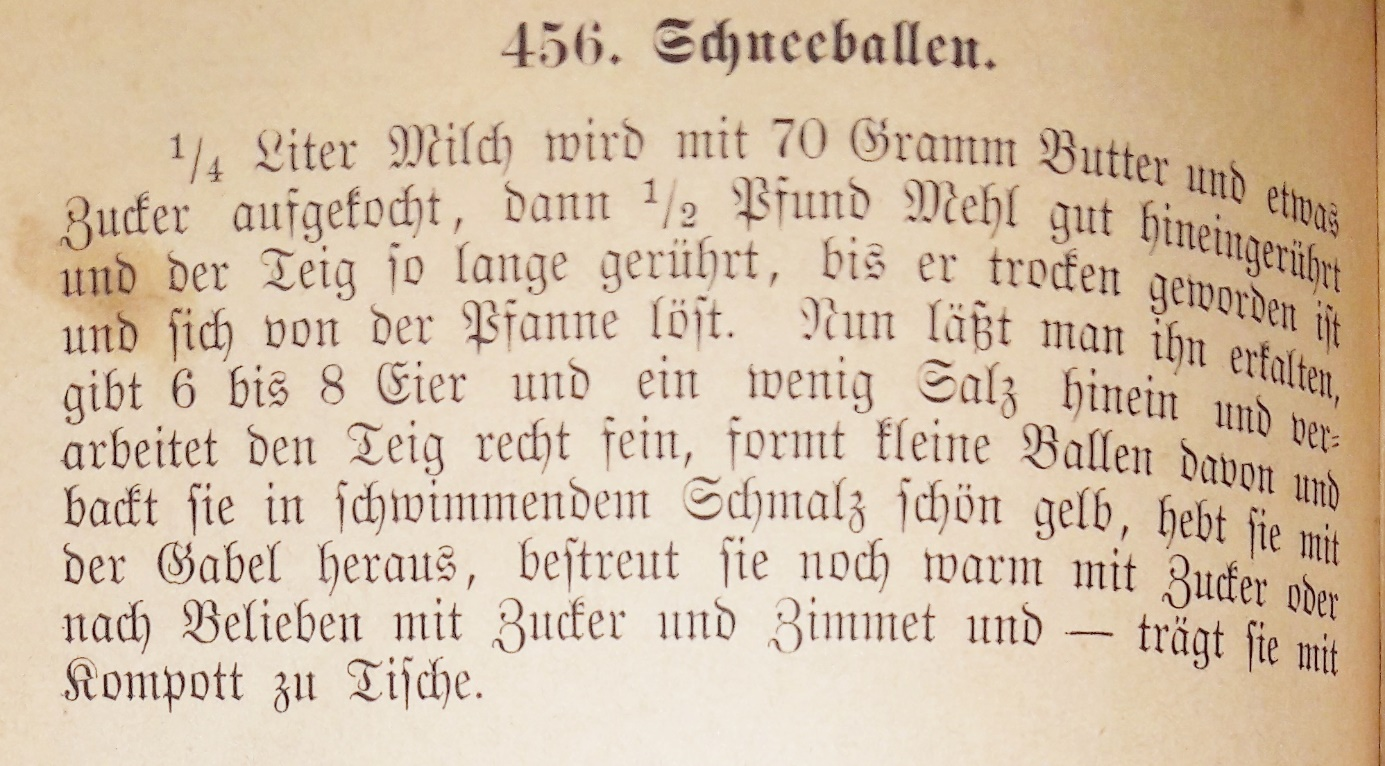 456. Schneeballen.
1/4 Liter Milch wird mit 70 Gramm Butter und etwas
Zucker aufgekocht, dann 1/2 Pfund Mehl gut hineingerührt
und der Teig so lange gerührt, bis er trocken geworden ist
und sich von der Pfanne löst. Nun läßt man ihn erkalten,
gibt 6 bis 8 Eier und ein wenig Salz hinein und ver-
arbeitet den Teig recht fein, formt kleine Ballen davon und
backt sie in schwimmendem Schmalz schön gelb, hebt sie mit
der Gabel heraus, bestreut sie noch warm mit Zucker oder
nach Belieben mit Zucker und Zimmet und — trägt sie mit
Kompott zu Tische.